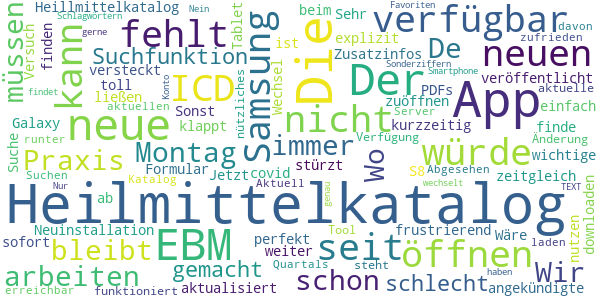 Heillmittelkatalog
Schlagwortern
Nein
gerne
Versuch
finden
müssen
kann
fehlt
Suchfunktion
versteckt
toll
aktuellen
ließen
ICD
Konto
Tablet
nützliches
Samsung
Wechsel
beim
ist
Die
Sehr
explizit
Zusatzinfos
Favoriten
verfügbar
davon
zufrieden
De
Sonderziffern
Smartphone
neuen
veröffentlicht
aktuelle
PDFs
zuöffnen
Der
App
einfach
findet
neue
Galaxy
klappt
Sonst
nicht
kurzzeitig
Server
Verfügung
finde
Änderung
runter
Suche
Praxis
Montag
immer
Wo
würde
wichtige
Suchen
Katalog
Formular
Jetzt
covid
stürzt
S8
Abgesehen
zeitgleich
downloaden
Nur
ab
Aktuell
genau
wechselt
TEXT
Heilmittelkatalog
Neuinstallation
sofort
bleibt
EBM
perfekt
weiter
Tool
seit
frustrierend
öffnen
Wäre
laden
nutzen
arbeiten
gemacht
Quartals
steht
schon
schlecht
haben
Wir
angekündigte
erreichbar
funktioniert
aktualisiert